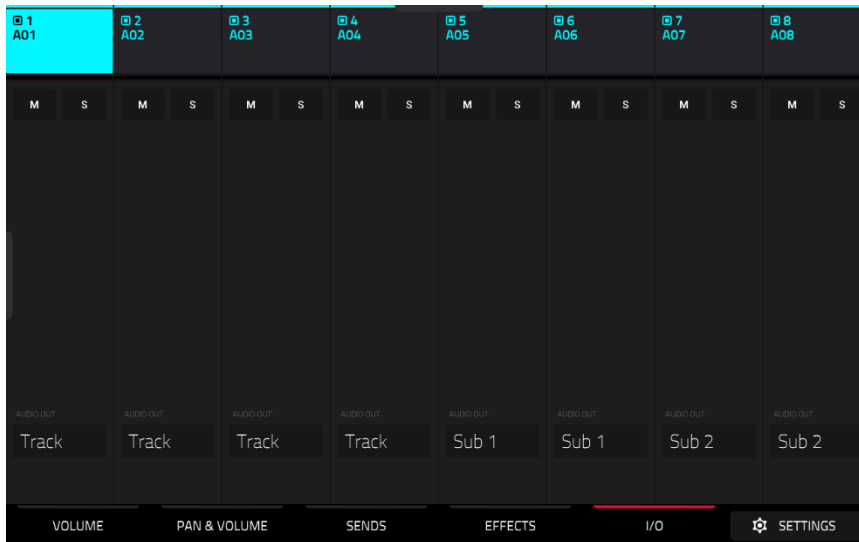 1 2 3 4 5 6 7 8
A01 A02 A03 A04 A05 A06 A07 A08
M S M S M S M S M S M S M S M S
AUDIO OUT AUDIO OUT AUDIO OUT AUDIO OUT AUDIO OUT AUDIO OUT AUDIO OUT AUDIO OUT
Track Track Track Track Sub 1 Sub 1 Sub 2 Sub 2
VOLUME PAN & VOLUME SENDS EFFECTS I/O SETTINGS